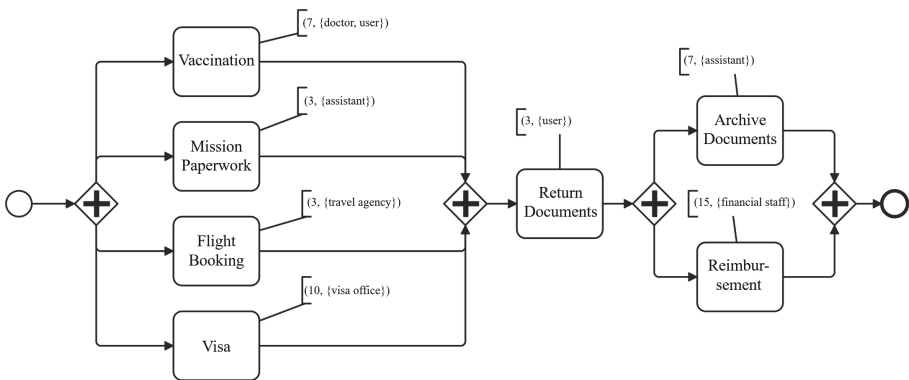 (7, {doctor, user})
Vaccination
(3, {assistant})
Mission
Paperwork
(3, {travel agency})
Flight
Booking
(10, {visa office})
Visa
(3, {user})
Return
Documents
(7, {assistant})
Archive
Documents
(15, {financial staff})
Reimbur-
sement